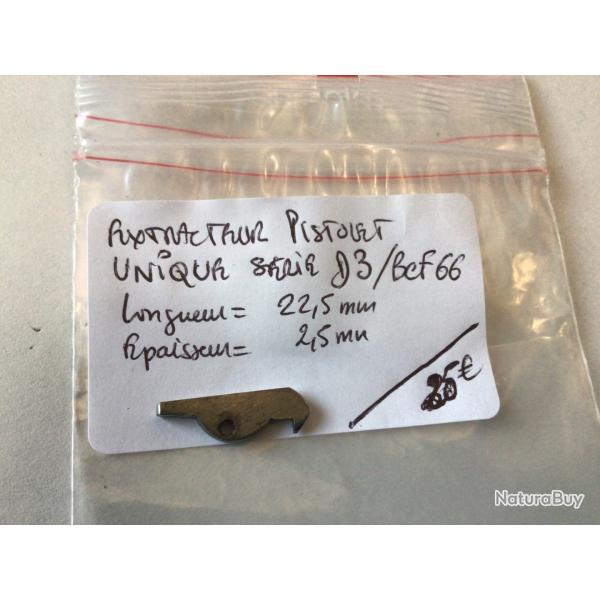 EXTRACTEUR PISTOLET
UNIQUE SERIE D3/BCF66
Longueur = 22,5 mm
Epaisseur = 2,5 mm
25€
NaturaBuy